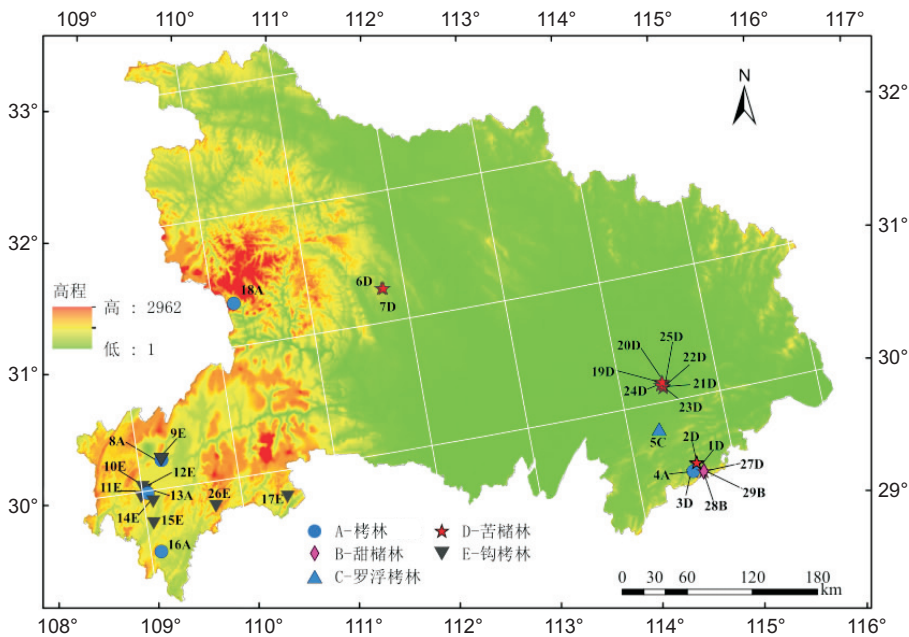 109° 110° 111° 112° 113° 114° 115° 116° 117°
33°
32°
31°
30°
32°
31°
30°
29°
N
高程
高 : 2962
低 : 1
18A
6D
7D
20D
25D
22D
19D
24D
21D
23D
5C
2D
1D
4A
27D
3D
29B
28B
8A
9E
10E
12E
11E
13A
14E
15E
26E
17E
16A
A-栲林
D-苦槠林
B-甜槠林
E-钩栲林
C-罗浮栲林
0 30 60 120 180
km
108° 109° 110° 111° 112° 113° 114° 115° 116°